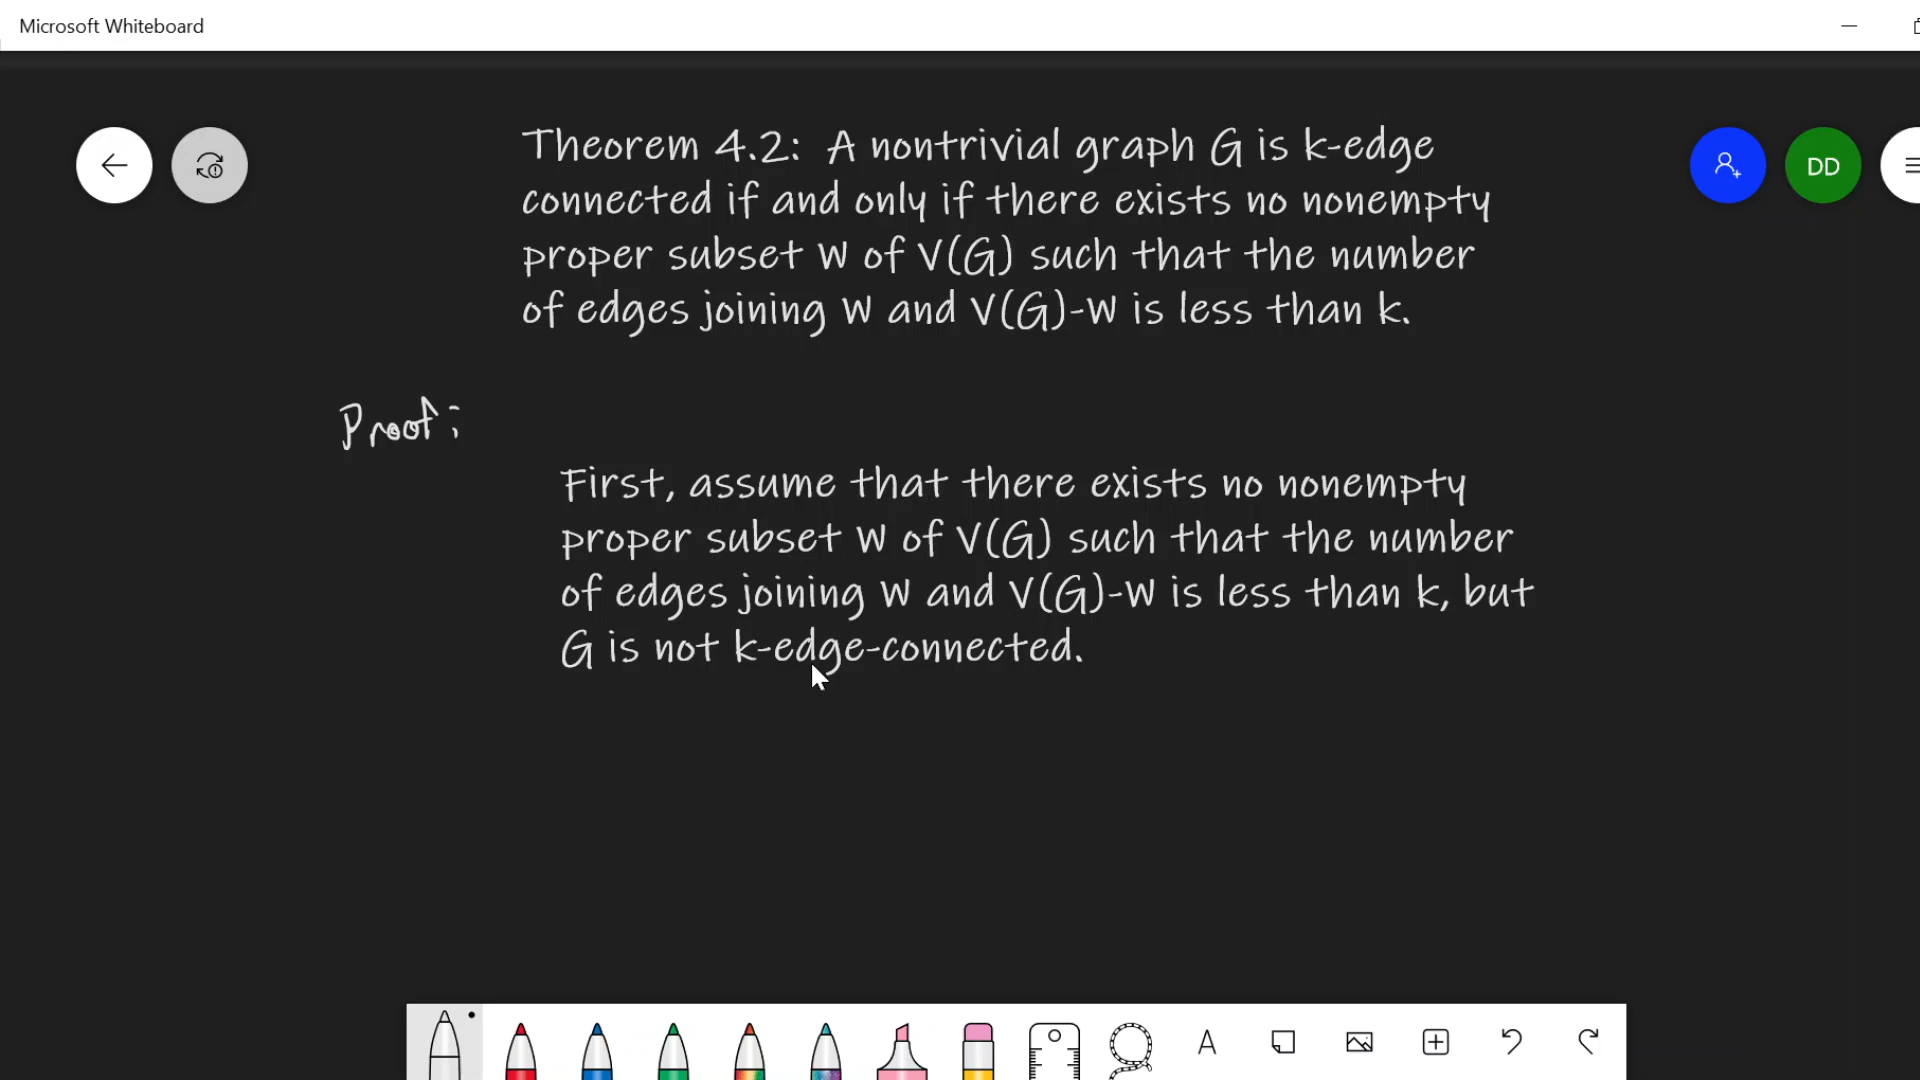 Microsoft Whiteboard
DD
Theorem 4.2: A nontrivial graph G is k-edge
connected if and only if there exists no nonempty
proper subset W of V(G) such that the number
of edges joining W and V(G)-W is less than k.
Proof:
First, assume that there exists no nonempty
proper subset W of V(G) such that the number
of edges joining W and V(G)-W is less than k, but
G is not k-edge-connected.